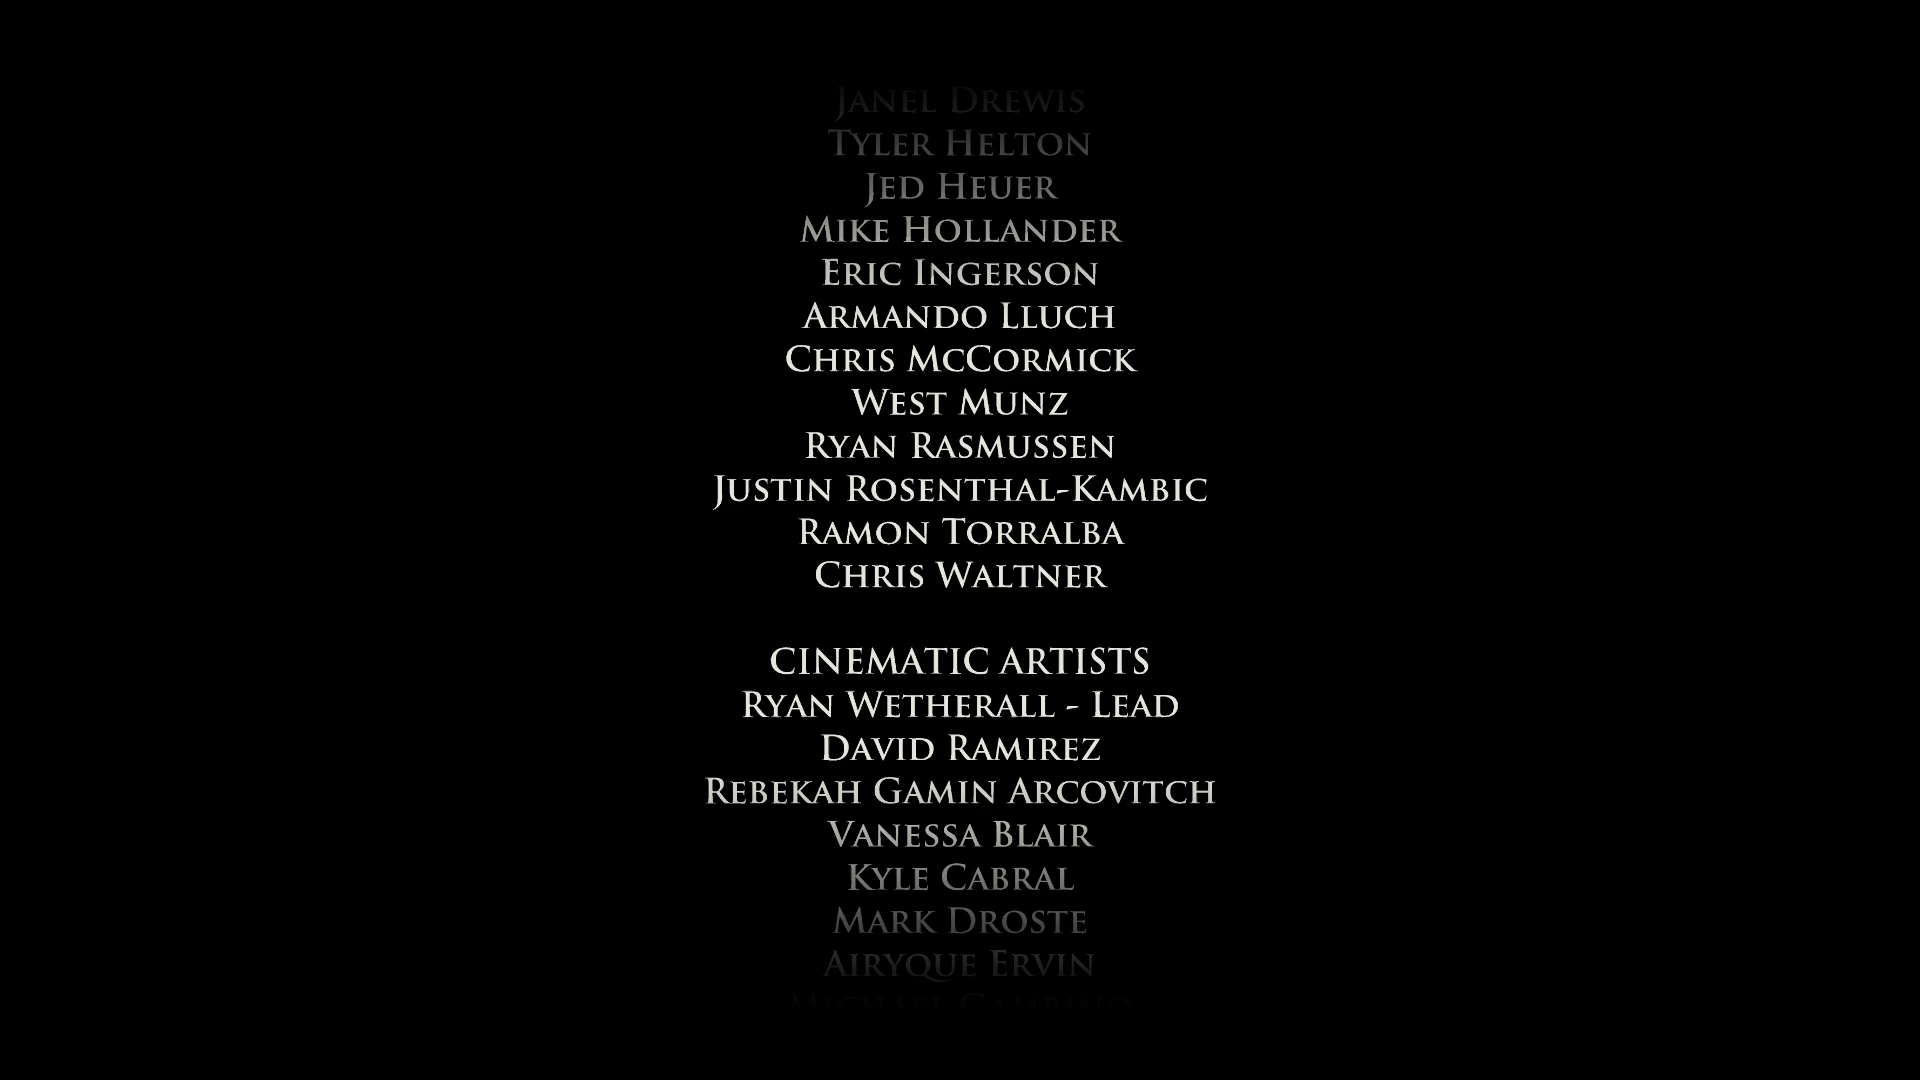 Janel Drewis
Tyler Helton
Jed Heuer
Mike Hollander
Eric Ingerson
Armando Lluch
Chris McCormick
West Munz
Ryan Rasmussen
Justin Rosenthal-Kambic
Ramon Torralba
Chris Waltner
CINEMATIC ARTISTS
Ryan Wetherall - Lead
David Ramirez
Rebekah Gamin Arcovitch
Vanessa Blair
Kyle Cabral
Mark Droste
Airyque Ervin
Michael